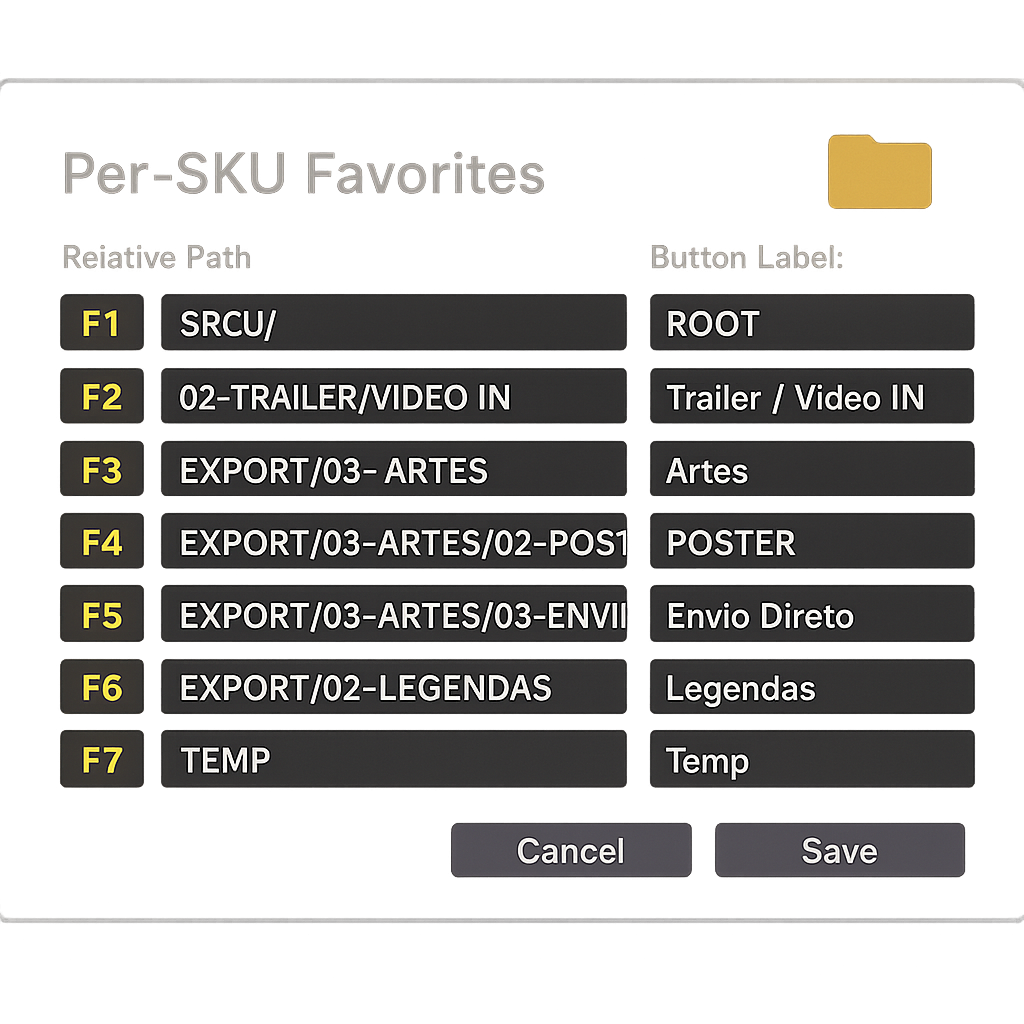 Per-SKU Favorites
Reiative Path Button Label:
F1 SRCU/ ROOT
F2 02-TRAILER/VIDEO IN Trailer / Video IN
F3 EXPORT/03- ARTES Artes
F4 EXPORT/03-ARTES/02-POST POSTER
F5 EXPORT/03-ARTES/03-ENVII Envio Direto
F6 EXPORT/02-LEGENDAS Legendas
F7 TEMP Temp
Cancel Save